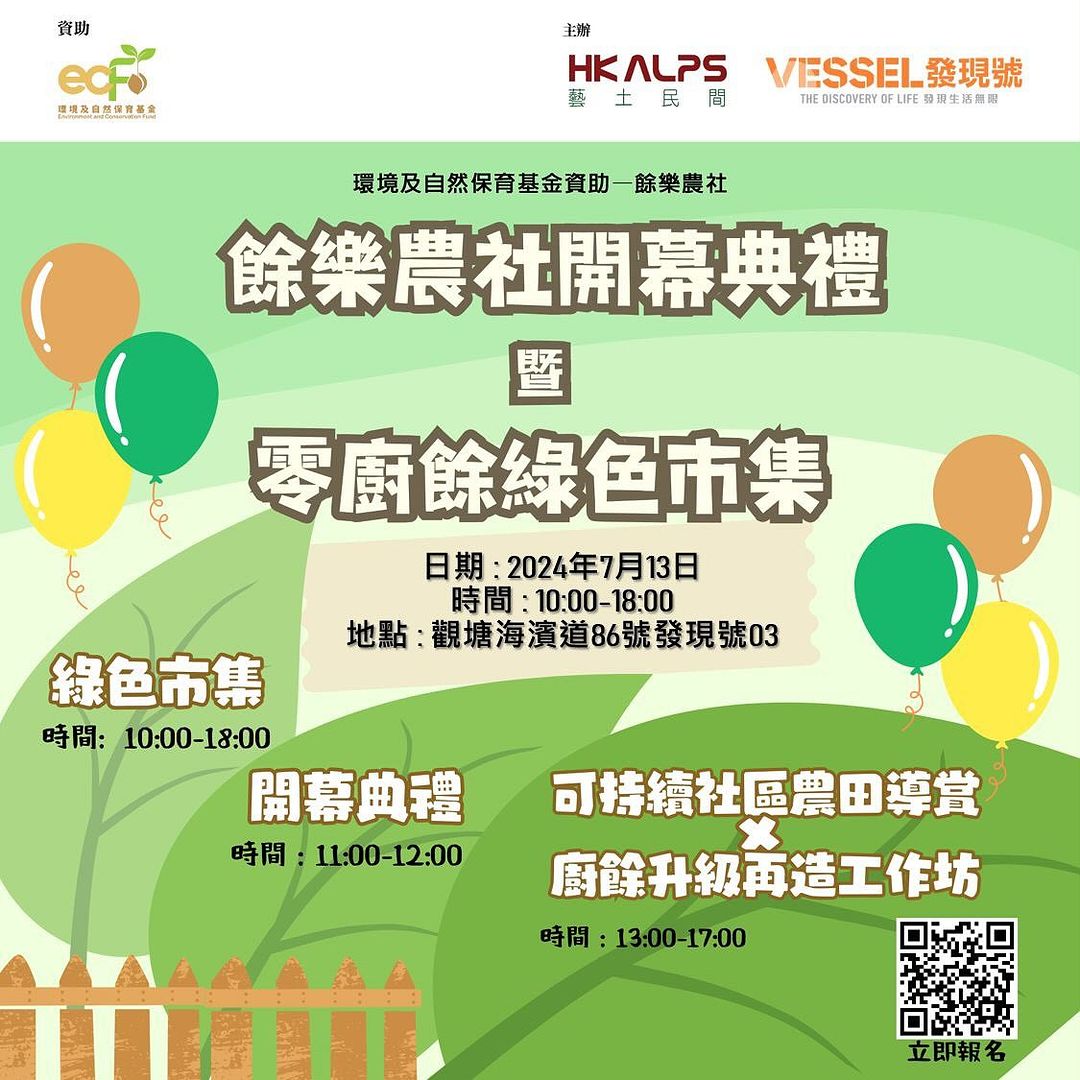 資助
ecF
環境及自然保育基金
Environment and Conservation Fund
主辦
HKALPS
藝土民間
VESSEL發現號
THE DISCOVERY OF LIFE 發現生活無限
環境及自然保育基金資助—餘樂農社
餘樂農社開幕典禮
暨
零廚餘綠色市集
日期 : 2024年7月13日
時間 : 10:00-18:00
地點 : 觀塘海濱道86號發現號03
綠色市集
時間: 10:00-18:00
開幕典禮
時間 : 11:00-12:00
可持續社區農田導賞
X
廚餘升級再造工作坊
時間 : 13:00-17:00
立即報名